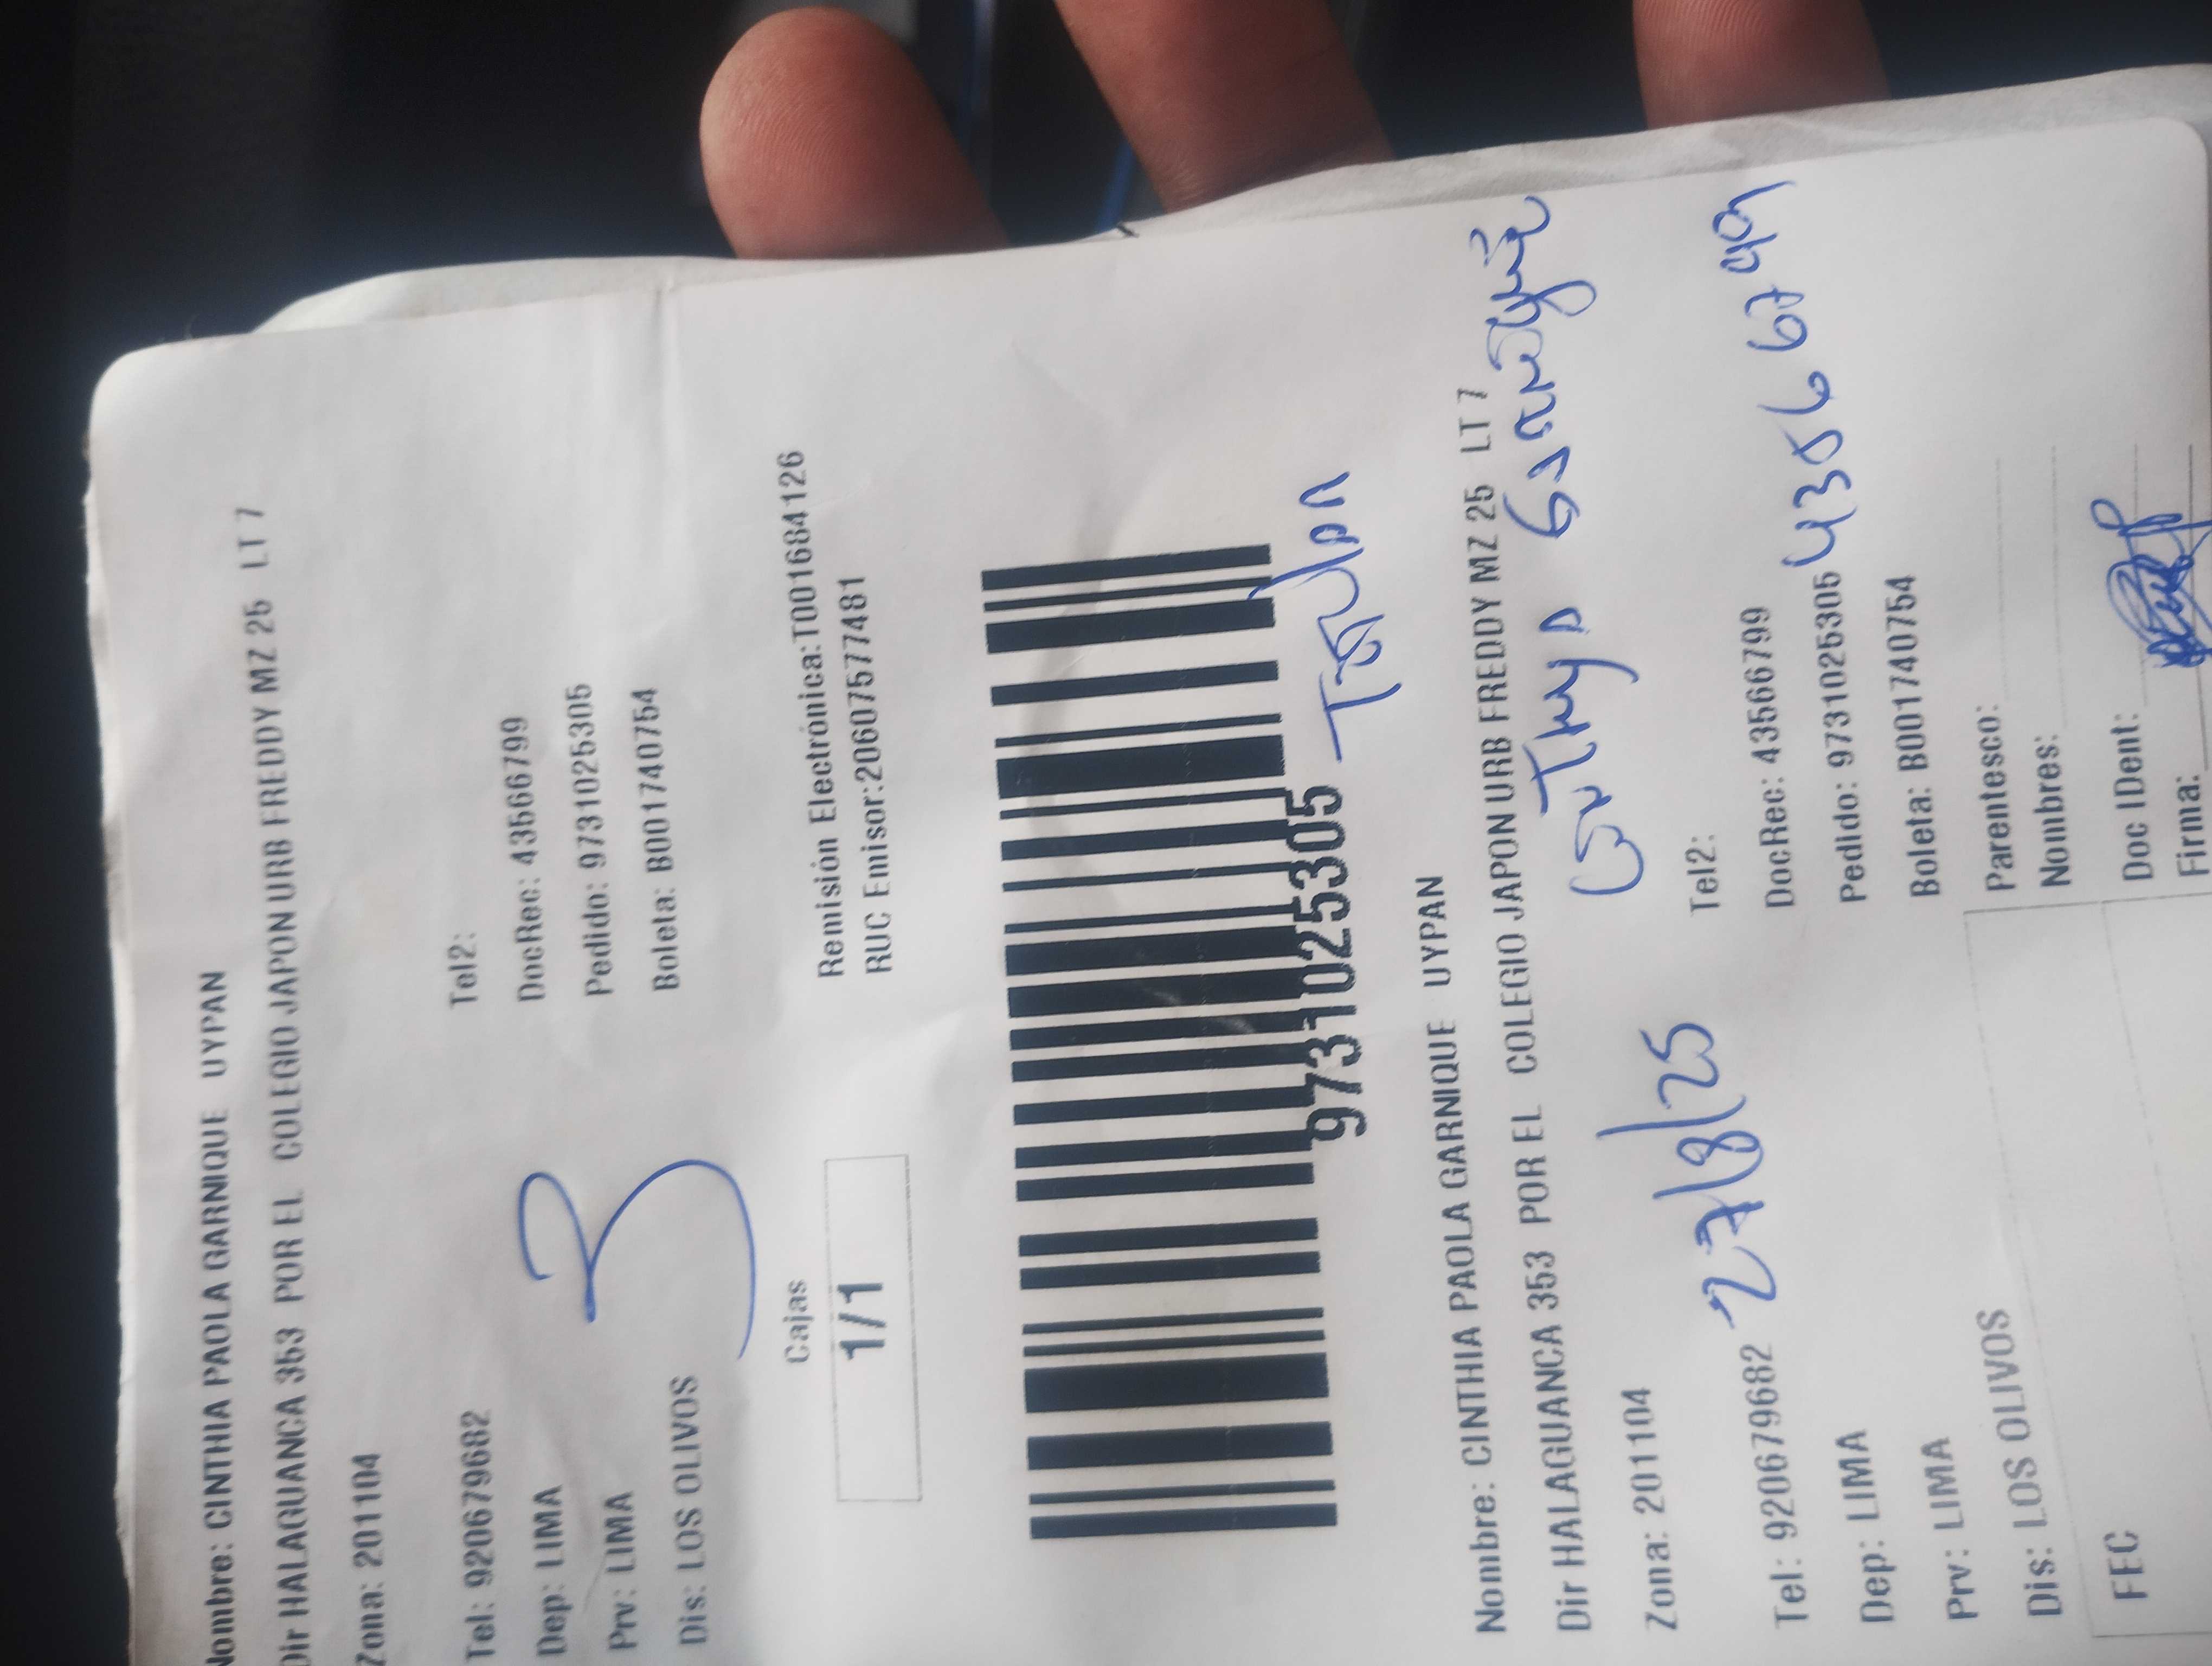 Nombre: CINTHIA PAOLA GARNIQUE UYPAN
Dir HALAGUANCA 353 POR EL COLEGIO JAPON URB FREDDY MZ 25 LT 7
Zona: 201104
Tel: 920679682 Tel2:
Dep: LIMA DocRec: 43566799
Prv: LIMA Pedido: 9731025305
Dis: LOS OLIVOS Boleta: B001740754
3
Cajas Remisión Electrónica:T001684126
1/1 RUC Emisor:20607577481
97310253​05
Nombre: CINTHIA PAOLA GARNIQUE UYPAN
Dir HALAGUANCA 353 POR EL COLEGIO JAPON URB FREDDY MZ 25 LT 7
Zona: 201104
27/8/25
Tel: 920679682 Tel2:
Dep: LIMA DocRec: 43566799
43566799
Prv: LIMA Pedido: 9731025305
Dis: LOS OLIVOS Boleta: B001740754
Parentesco:
Nombres:
FEC Doc IDent:
Firma: